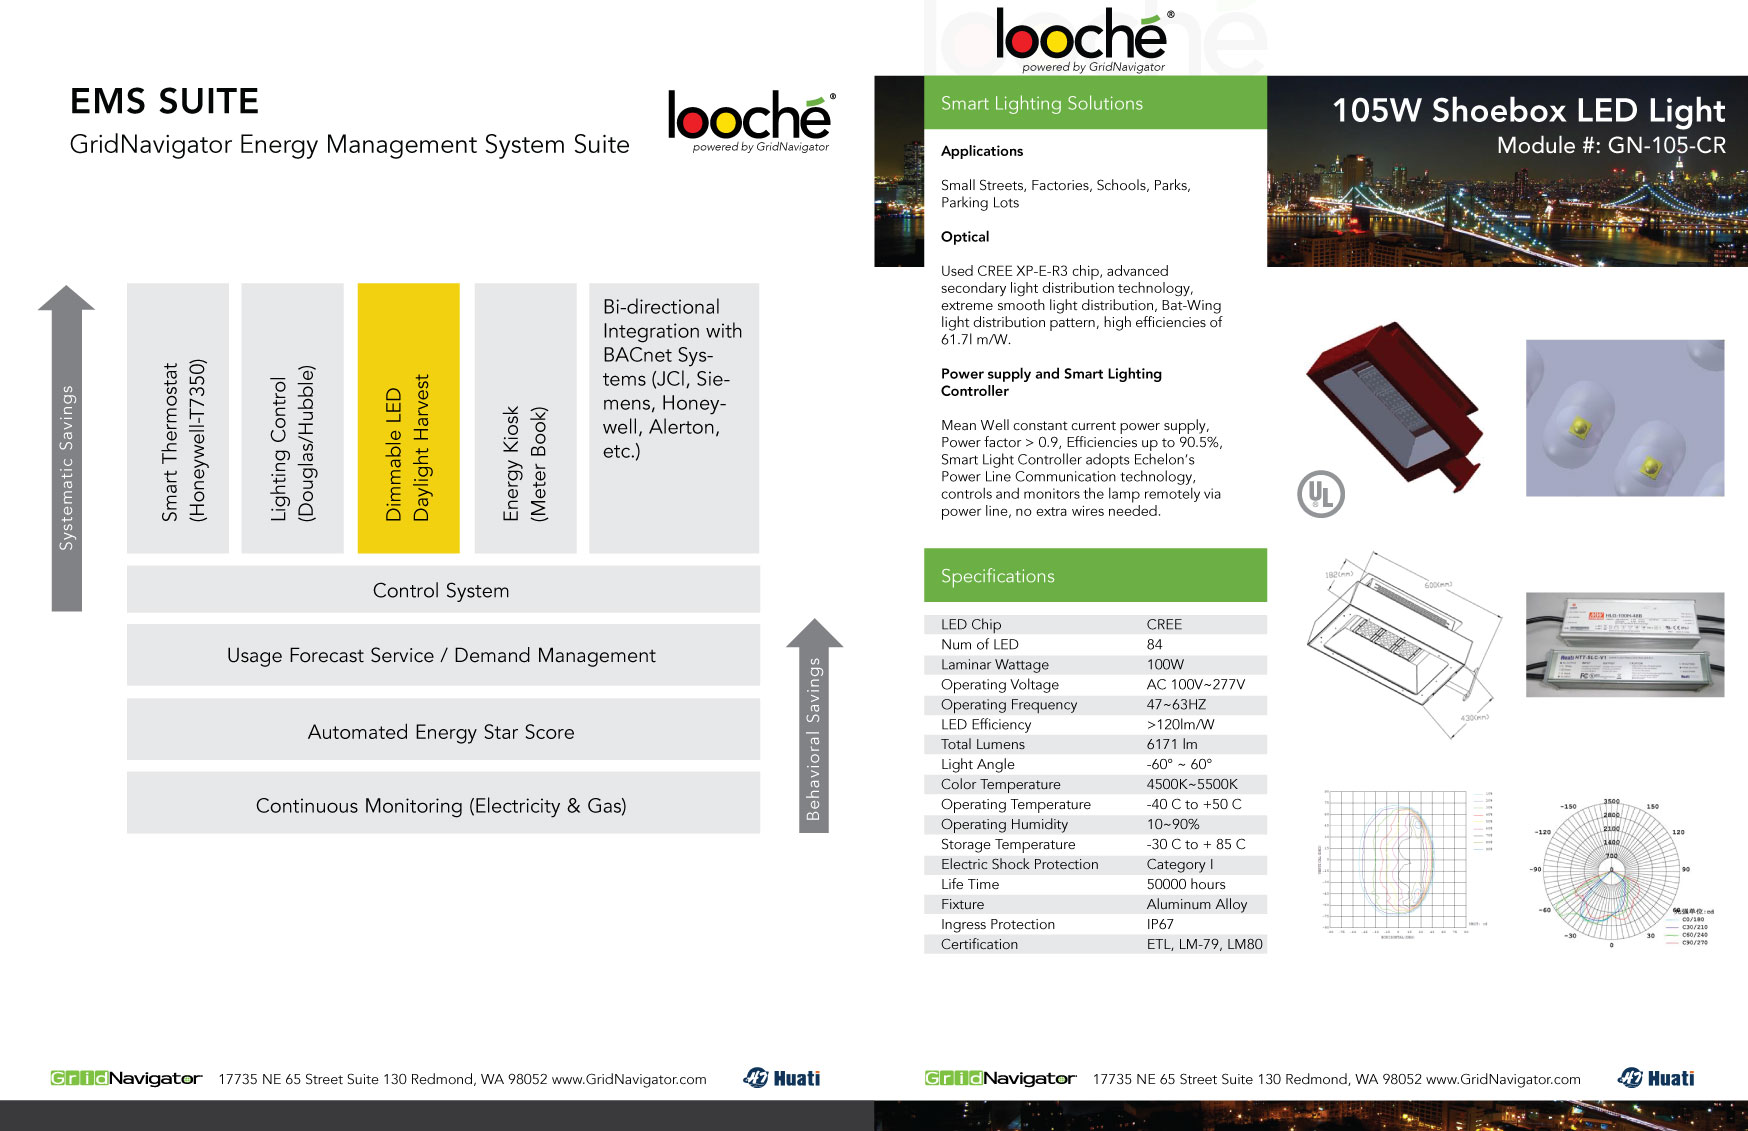 EMS SUITE
GridNavigator Energy Management System Suite
looché®
powered by GridNavigator
Systematic Savings
Smart Thermostat
(Honeywell-T7350)
Lighting Control
(Douglas/Hubble)
Dimmable LED
Daylight Harvest
Energy Kiosk
(Meter Book)
Bi-directional
Integration with
BACnet Sys-
tems (JCI, Sie-
mens, Honey-
well, Alerton,
etc.)
Control System
Usage Forecast Service / Demand Management
Automated Energy Star Score
Continuous Monitoring (Electricity & Gas)
Behavioral Savings
GridNavigator 17735 NE 65 Street Suite 130 Redmond, WA 98052 www.GridNavigator.com Huati
looché®
powered by GridNavigator
Smart Lighting Solutions
105W Shoebox LED Light
Module #: GN-105-CR
Applications
Small Streets, Factories, Schools, Parks,
Parking Lots
Optical
Used CREE XP-E-R3 chip, advanced
secondary light distribution technology,
extreme smooth light distribution, Bat-Wing
light distribution pattern, high efficiencies of
61.7l m/W.
Power supply and Smart Lighting
Controller
Mean Well constant current power supply,
Power factor > 0.9, Efficiencies up to 90.5%,
Smart Light Controller adopts Echelon's
Power Line Communication technology,
controls and monitors the lamp remotely via
power line, no extra wires needed.
UL
Specifications
LED Chip CREE
Num of LED 84
Laminar Wattage 100W
Operating Voltage AC 100V~277V
Operating Frequency 47~63HZ
LED Efficiency >120lm/W
Total Lumens 6171 lm
Light Angle -60° ~ 60°
Color Temperature 4500K~5500K
Operating Temperature -40 C to +50 C
Operating Humidity 10~90%
Storage Temperature -30 C to + 85 C
Electric Shock Protection Category I
Life Time 50000 hours
Fixture Aluminum Alloy
Ingress Protection IP67
Certification ETL, LM-79, LM80
182(mm)
600(mm)
430(mm)
HLG-100H-48B
HTT-SLC-V1
-150 3500 150
2800
-120 2100 120
1400
700
-90 0 90
-60 60
-30 30
0
C0/180
C30/210
C60/240
C90/270
GridNavigator 17735 NE 65 Street Suite 130 Redmond, WA 98052 www.GridNavigator.com Huati